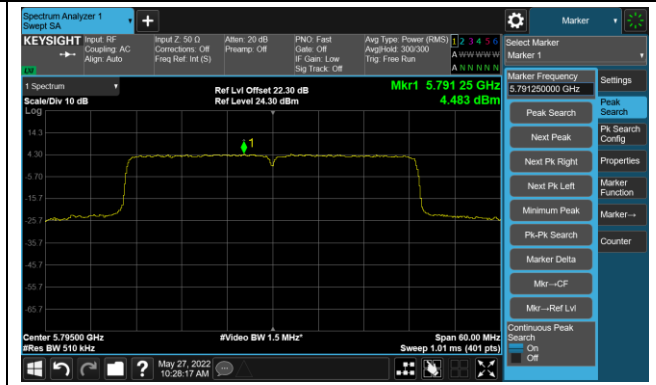 Spectrum Analyzer 1
Swept SA
Marker
KEYSIGHT
Input: RF
Coupling: AC
Align: Auto
Input Z: 50 Ω
Corrections: Off
Freq Ref: Int (S)
Atten: 20 dB
Preamp: Off
PNO: Fast
Gate: Off
IF Gain: Low
Sig Track: Off
Avg Type: Power (RMS)
Avg|Hold: 300/300
Trig: Free Run
1 2 3 4 5 6
A W W W W W
A N N N N N
LXI
Select Marker
Marker 1
1 Spectrum
Scale/Div 10 dB
Log
Ref Lvl Offset 22.30 dB
Ref Level 24.30 dBm
Mkr1 5.791 25 GHz
4.483 dBm
14.3
4.30
-5.70
-15.7
-25.7
-35.7
-45.7
-55.7
-65.7
1
Center 5.79500 GHz
#Res BW 510 kHz
#Video BW 1.5 MHz*
Span 60.00 MHz
Sweep 1.01 ms (401 pts)
Marker Frequency
5.791250000 GHz
Peak Search
Next Peak
Next Pk Right
Next Pk Left
Minimum Peak
Pk-Pk Search
Marker Delta
Mkr→CF
Mkr→Ref Lvl
Continuous Peak
Search
On
Off
Settings
Peak
Search
Pk Search
Config
Properties
Marker
Function
Marker→
Counter
?
May 27, 2022
10:28:17 AM